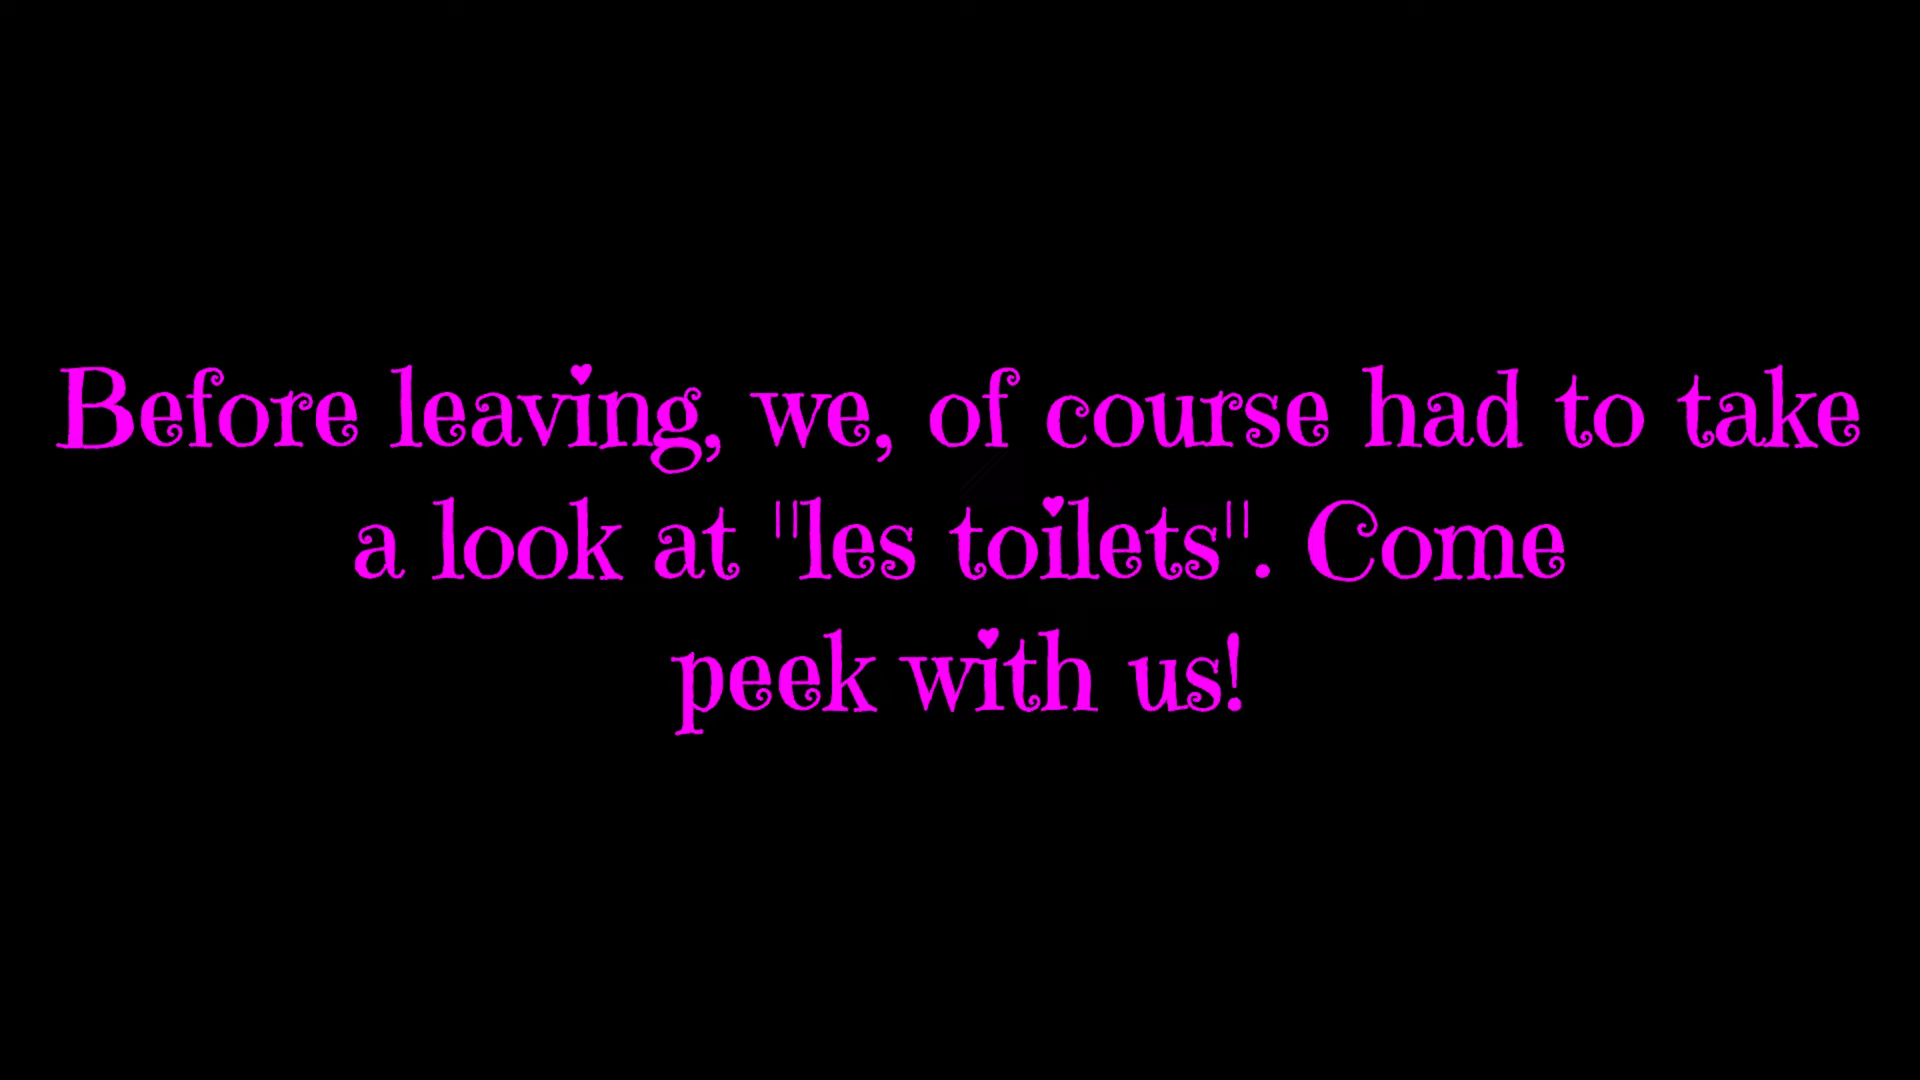 Before leaving, we, of course had to take
a look at "les toilets". Come
peek with us!